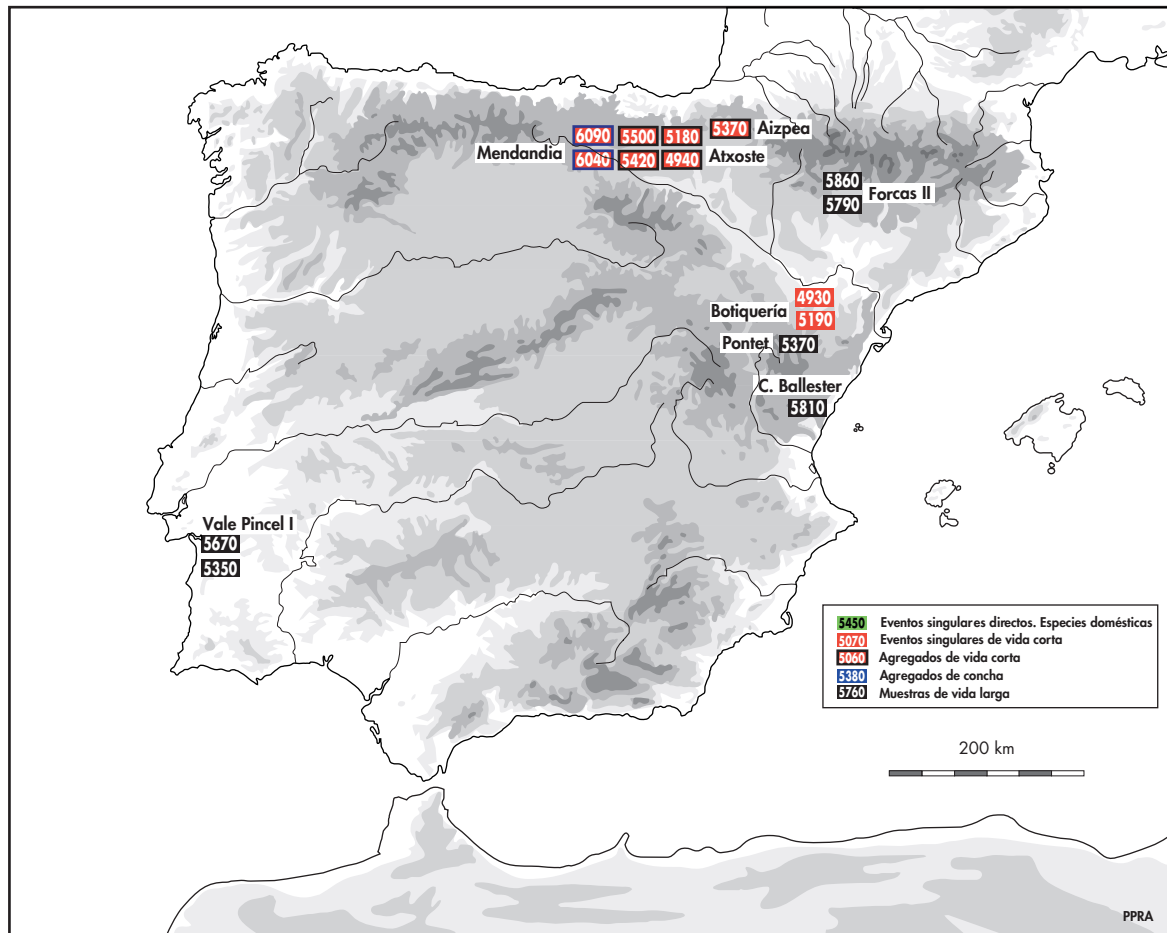 6090 5500 5180 5370 Aizpea
Mendandia 6040 5420 4940 Atxoste
5860
5790 Forcas II
4930
Botiquería
5190
Pontet 5370
C. Ballester
5810
Vale Pincel I
5670
5350
5450 Eventos singulares directos. Especies domésticas
5070 Eventos singulares de vida corta
5060 Agregados de vida corta
5380 Agregados de concha
5760 Muestras de vida larga
200 km
PPRA